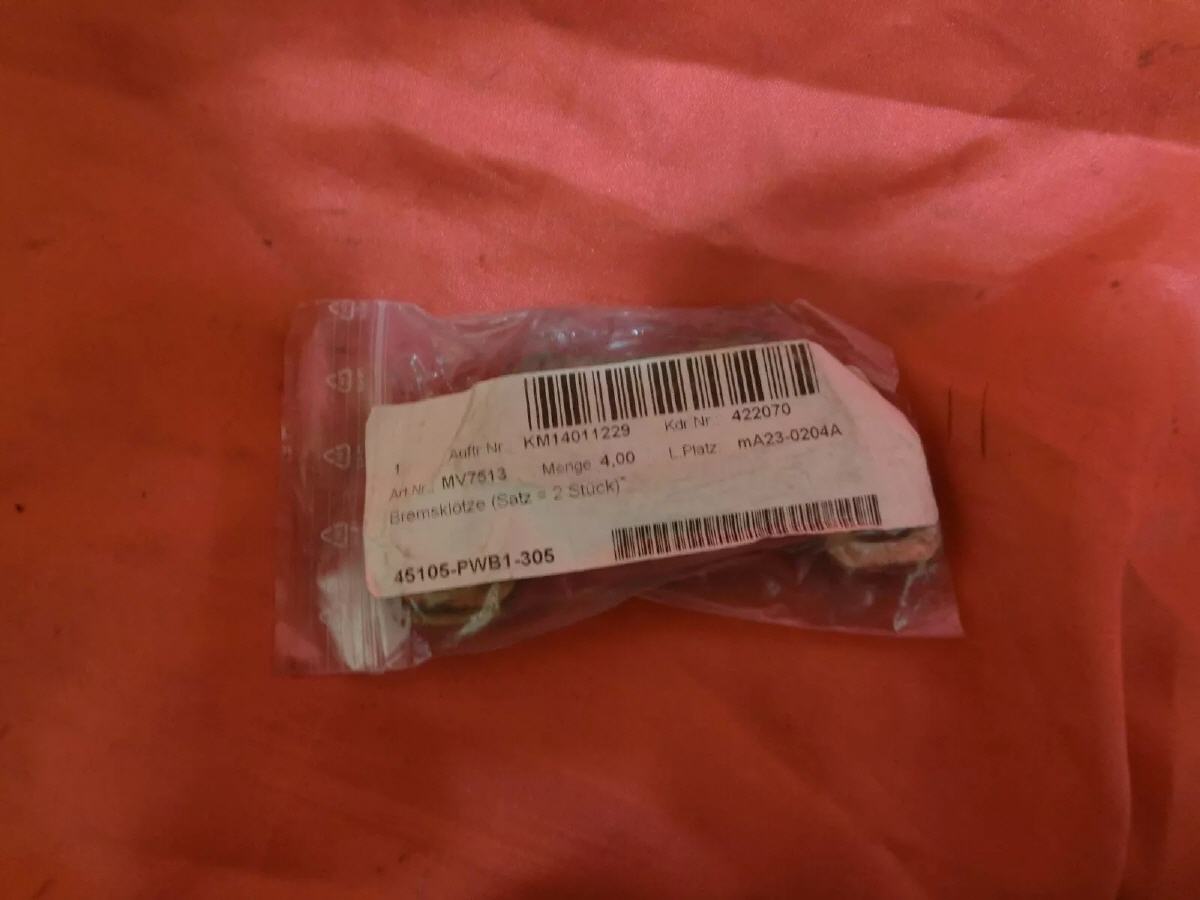 1 Auftr Nr. KM14011229 Kdr Nr.: 422070
Art.Nr.: MV7513 Menge 4,00 L.Platz mA23-0204A
Bremsklötze (Satz = 2 Stück)"
45105-PWB1-305